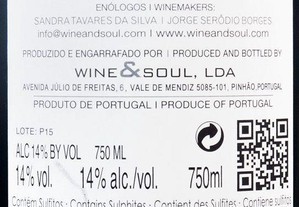 ENÓLOGOS | WINEMAKERS:
SANDRA TAVARES DA SILVA | JORGE SERÔDIO BORGES
info@wineandsoul.com | www.wineandsoul.com
PRODUZIDO E ENGARRAFADO POR | PRODUCED AND BOTTLED BY
WINE & SOUL, LDA
AVENIDA JÚLIO DE FREITAS, 6, VALE DE MENDIZ 5085-101, PINHÃO, PORTUGAL
PRODUTO DE PORTUGAL | PRODUCE OF PORTUGAL
LOTE: P15
ALC 14% BY VOL 750 ML
14% vol. 14% alc./vol. 750ml
Contém Sulfitos - Contains Sulphites - Contient des Sulfites - Contains